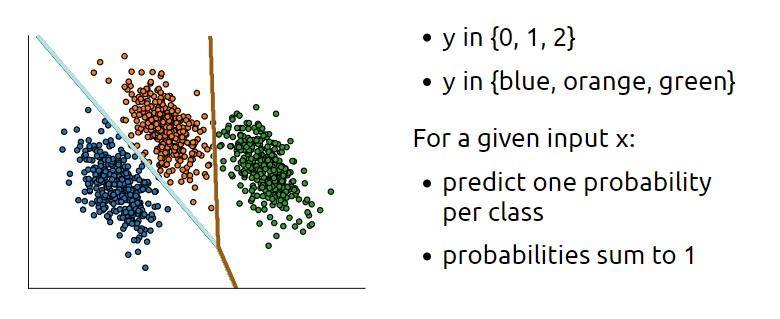 • y in {0, 1, 2}
• y in {blue, orange, green}
For a given input x:
• predict one probability
per class
• probabilities sum to 1